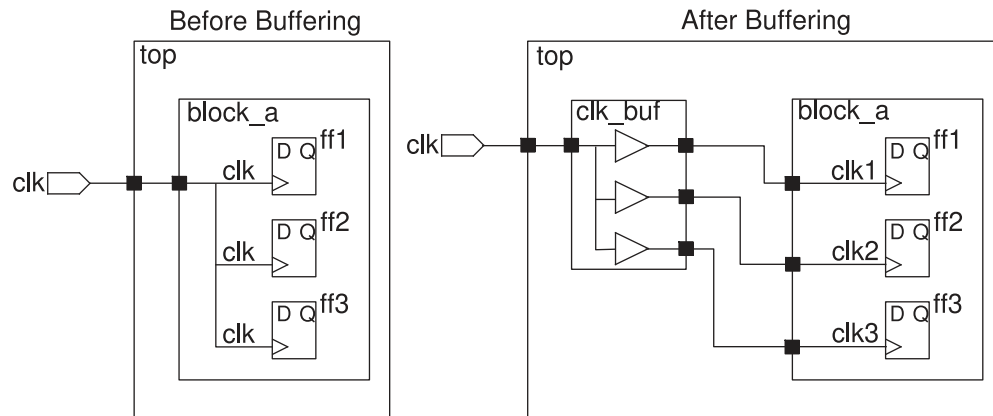 Before Buffering
top
block_a
clk
clk
D Q
ff1
clk
D Q
ff2
clk
D Q
ff3
After Buffering
top
clk
clk_buf
block_a
clk1
D Q
ff1
clk2
D Q
ff2
clk3
D Q
ff3